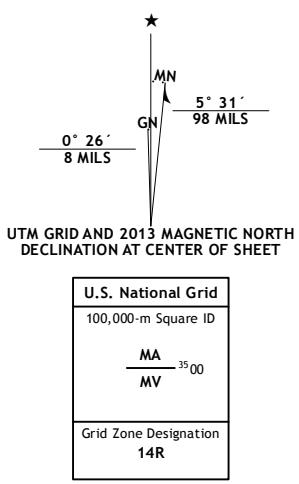 ★
MN
GN
5° 31´
98 MILS
0° 26´
8 MILS
UTM GRID AND 2013 MAGNETIC NORTH
DECLINATION AT CENTER OF SHEET
U.S. National Grid
100,000-m Square ID
MA
3500
MV
Grid Zone Designation
14R